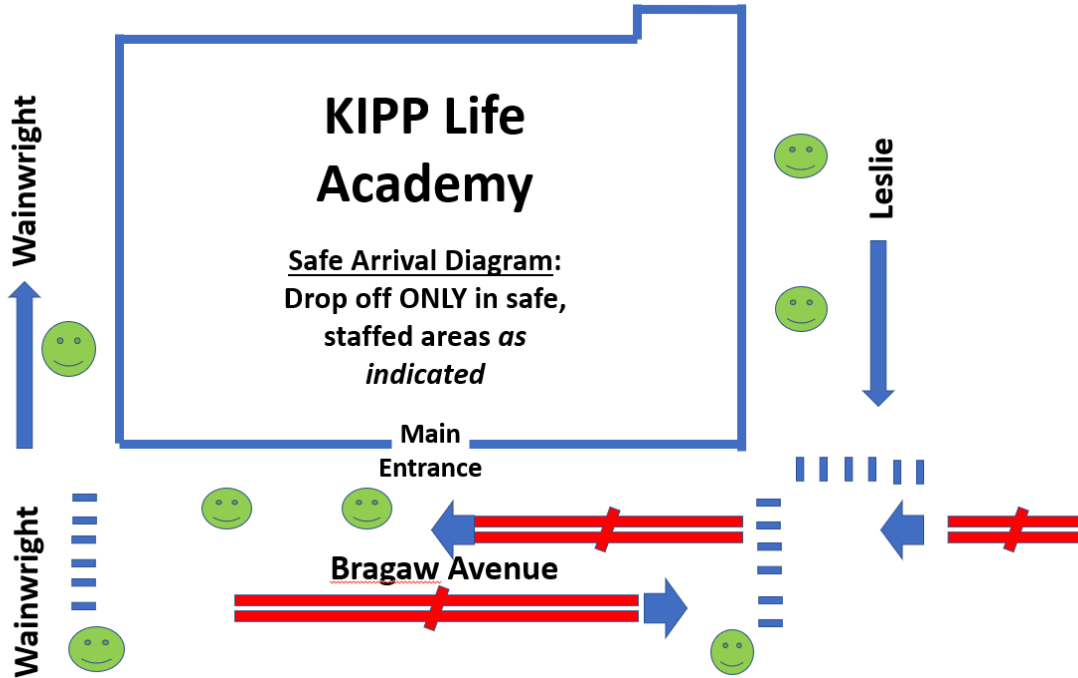 KIPP Life
Academy
Safe Arrival Diagram:
Drop off ONLY in safe,
staffed areas as
indicated
Main
Entrance
Wainwright
Leslie
Wainwright
Bragaw Avenue